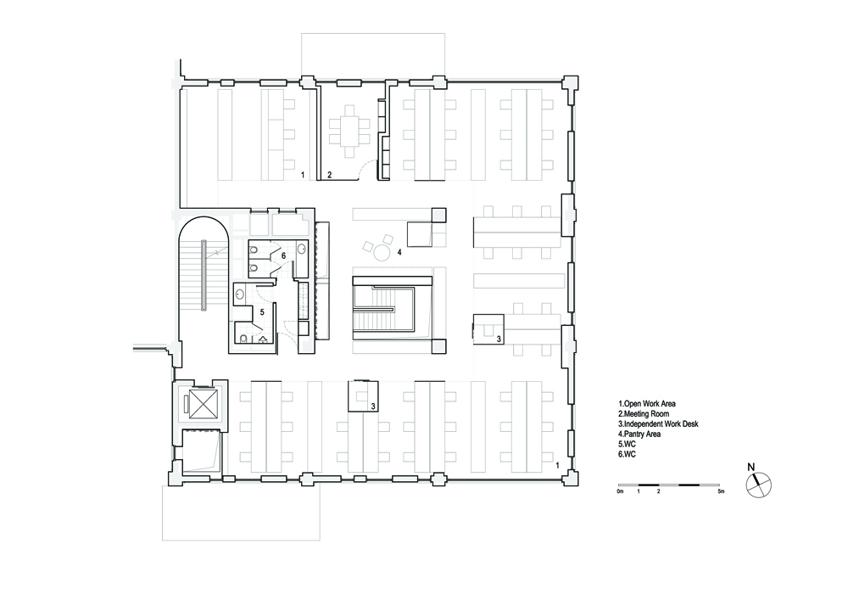 1
2
6
4
5
3
3
1
1.Open Work Area
2.Meeting Room
3.Independent Work Desk
4.Pantry Area
5.WC
6.WC
N
0m 1 2 5m